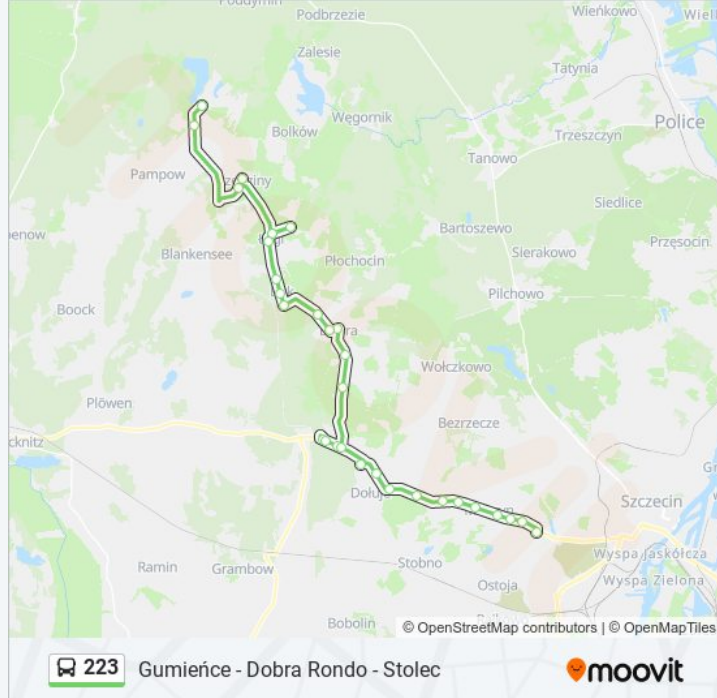 Poddymin
Podbrzezie
Wieńkowo
Zalesie
Tatynia
Węgornik
Police
Bolków
Trzeszczyn
Tanowo
Pampow
Siedlice
Bartoszewo
Przęsocin
Blankensee
Sierakowo
Płochocin
Pilchowo
Boock
Wołczkowo
Plöwen
Bezrzecze
Szczecin
Wyspa Jaskółcza
Ramin
Grambow
Stobno
Wyspa Zielona
Ostoja
Bobolin
© OpenStreetMap contributors | © OpenMapTiles
223 Gumieńce - Dobra Rondo - Stolec
moovit